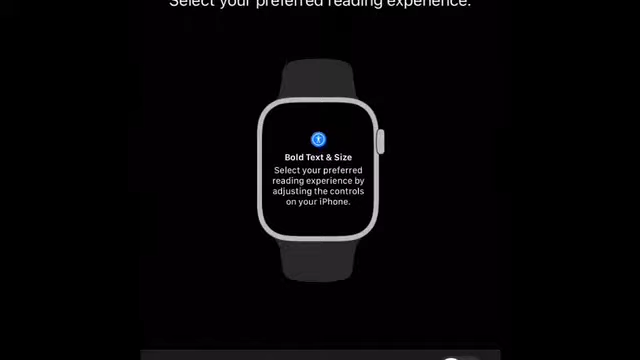 Select your preferred reading experience.
Bold Text & Size
Select your preferred
reading experience by
adjusting the controls
on your iPhone.